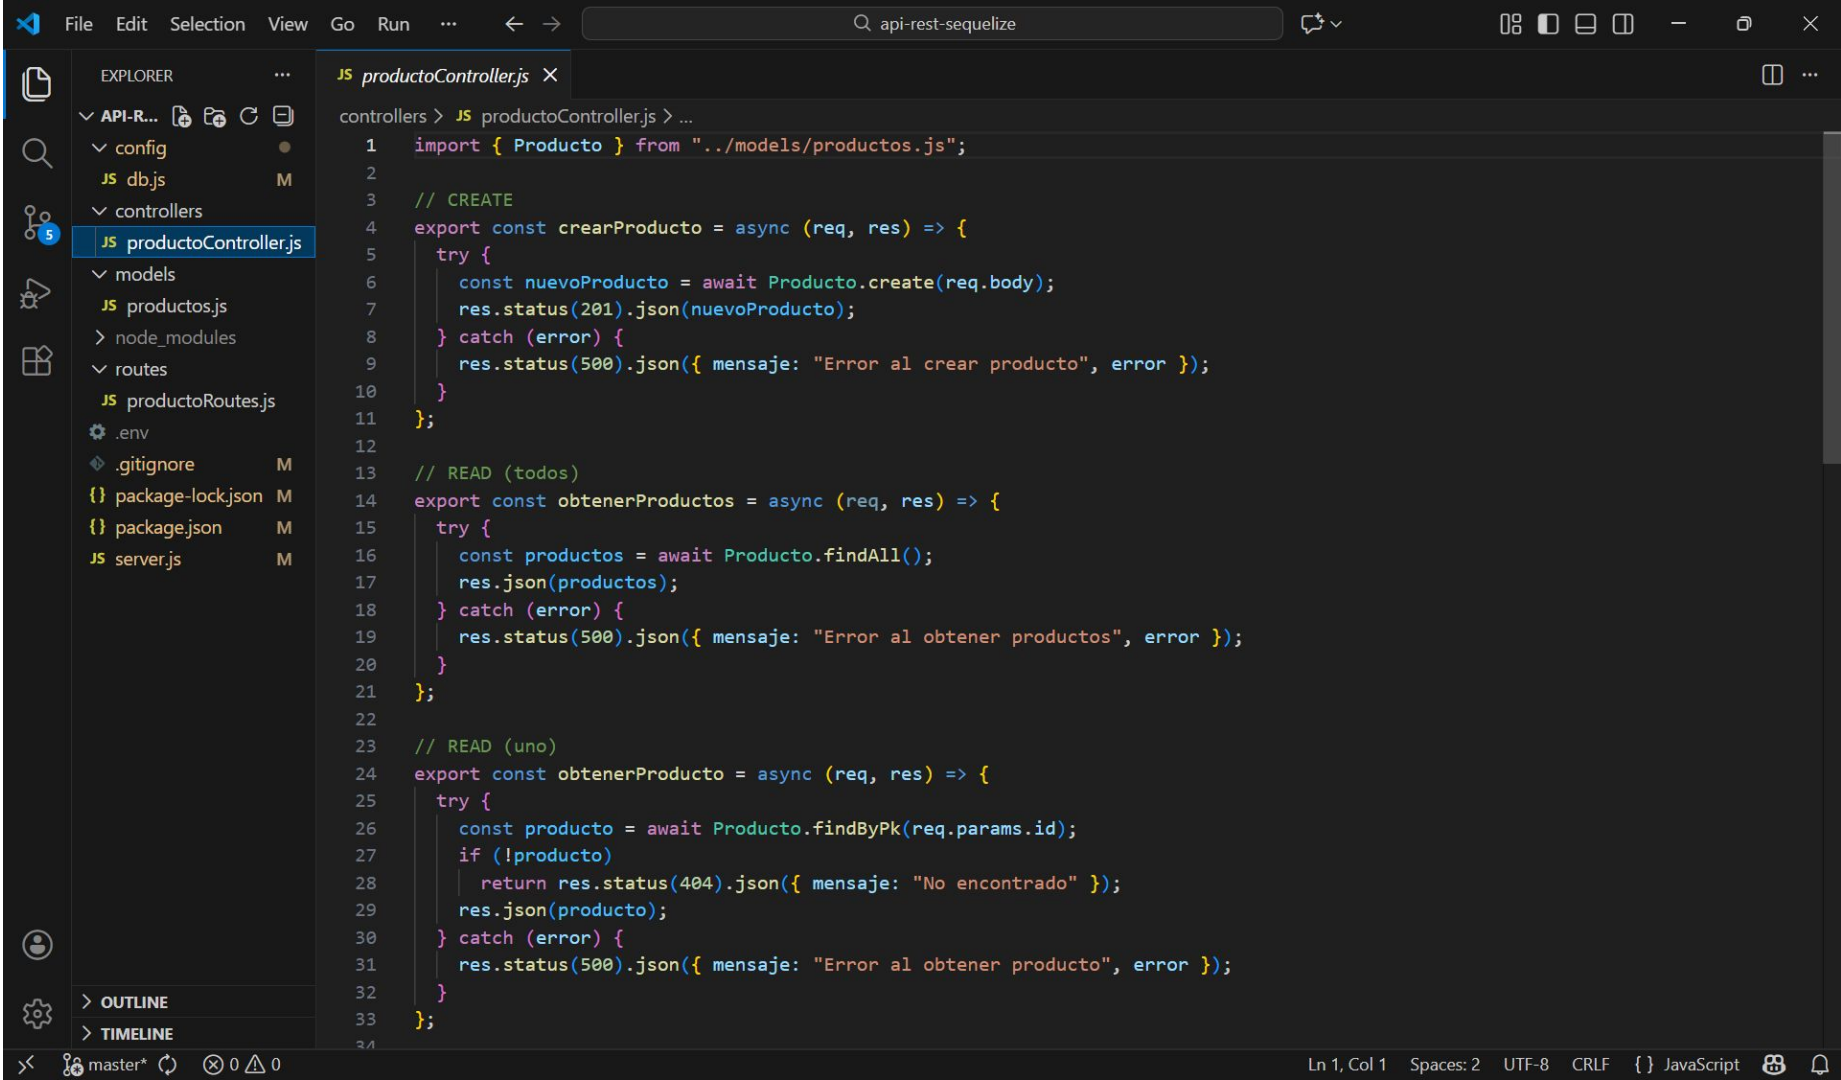 File Edit Selection View Go Run ··· ← → api-rest-sequelize
EXPLORER ···
API-R...
config
JS db.js M
controllers
JS productoController.js
models
JS productos.js
node_modules
routes
JS productoRoutes.js
.env
.gitignore M
{} package-lock.json M
{} package.json M
JS server.js M
5
OUTLINE
TIMELINE
JS productoController.js
controllers > JS productoController.js > ...
1 import { Producto } from "../models/productos.js";
2
3 // CREATE
4 export const crearProducto = async (req, res) => {
5   try {
6     const nuevoProducto = await Producto.create(req.body);
7     res.status(201).json(nuevoProducto);
8   } catch (error) {
9     res.status(500).json({ mensaje: "Error al crear producto", error });
10   }
11 };
12
13 // READ (todos)
14 export const obtenerProductos = async (req, res) => {
15   try {
16     const productos = await Producto.findAll();
17     res.json(productos);
18   } catch (error) {
19     res.status(500).json({ mensaje: "Error al obtener productos", error });
20   }
21 };
22
23 // READ (uno)
24 export const obtenerProducto = async (req, res) => {
25   try {
26     const producto = await Producto.findByPk(req.params.id);
27     if (!producto)
28       return res.status(404).json({ mensaje: "No encontrado" });
29     res.json(producto);
30   } catch (error) {
31     res.status(500).json({ mensaje: "Error al obtener producto", error });
32   }
33 };
34
master* 0 0 Ln 1, Col 1 Spaces: 2 UTF-8 CRLF {} JavaScript